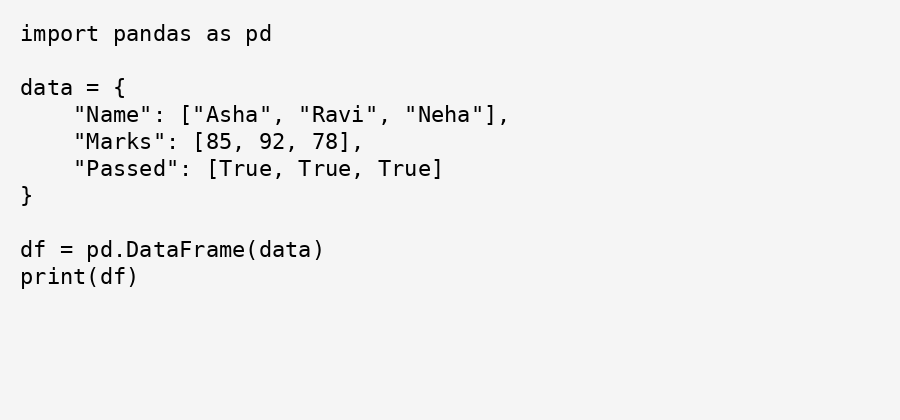 import pandas as pd

data = {
    "Name": ["Asha", "Ravi", "Neha"],
    "Marks": [85, 92, 78],
    "Passed": [True, True, True]
}

df = pd.DataFrame(data)
print(df)